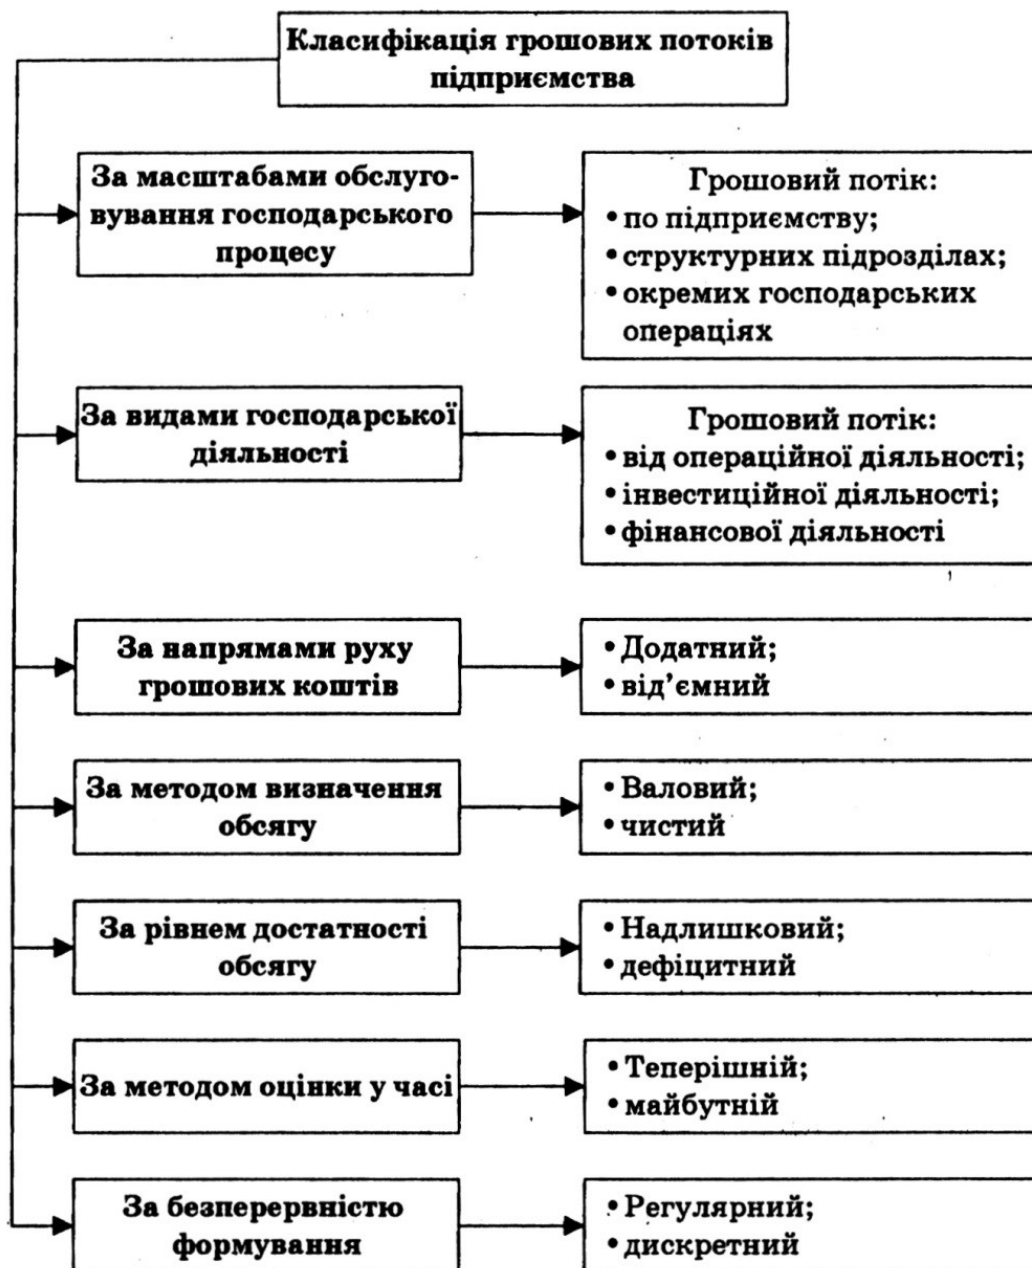 Класифікація грошових потоків
підприємства
За масштабами обслуго-
вування господарського
процесу
Грошовий потік:
• по підприємству;
• структурних підрозділах;
• окремих господарських
операціях
За видами господарської
діяльності
Грошовий потік:
• від операційної діяльності;
• інвестиційної діяльності;
• фінансової діяльності
За напрямами руху
грошових коштів
• Додатний;
• від’ємний
За методом визначення
обсягу
• Валовий;
• чистий
За рівнем достатності
обсягу
• Надлишковий;
• дефіцитний
За методом оцінки у часі
• Теперішній;
• майбутній
За безперервністю
формування
• Регулярний;
• дискретний